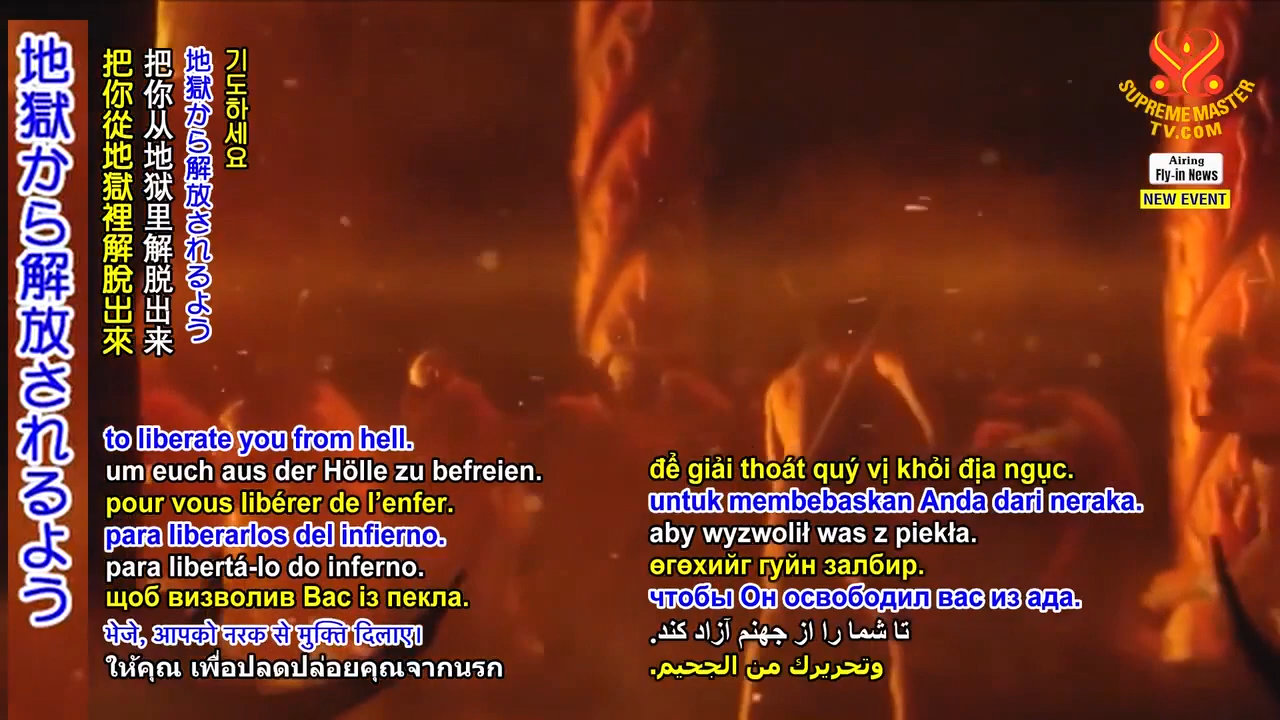 地獄から解放されるよう
把你從地獄裡解脫出來
把你从地狱里解脱出来
地獄から解放されるよう
기도하세요
SUPREME MASTER
TV.COM
Airing
Fly-in News
NEW EVENT
to liberate you from hell.
um euch aus der Hölle zu befreien.
pour vous libérer de l’enfer.
para liberarlos del infierno.
para libertá-lo do inferno.
щоб визволив Вас із пекла.
भेजे, आपको नरक से मुक्ति दिलाए।
ให้คุณ เพื่อปลดปล่อยคุณจากนรก
để giải thoát quý vị khỏi địa ngục.
untuk membebaskan Anda dari neraka.
aby wyzwolił was z piekła.
өгөхийг гуйн залбир.
чтобы Он освободил вас из ада.
تا شما را از جهنم آزاد کند.
وتحريرك من الجحيم.